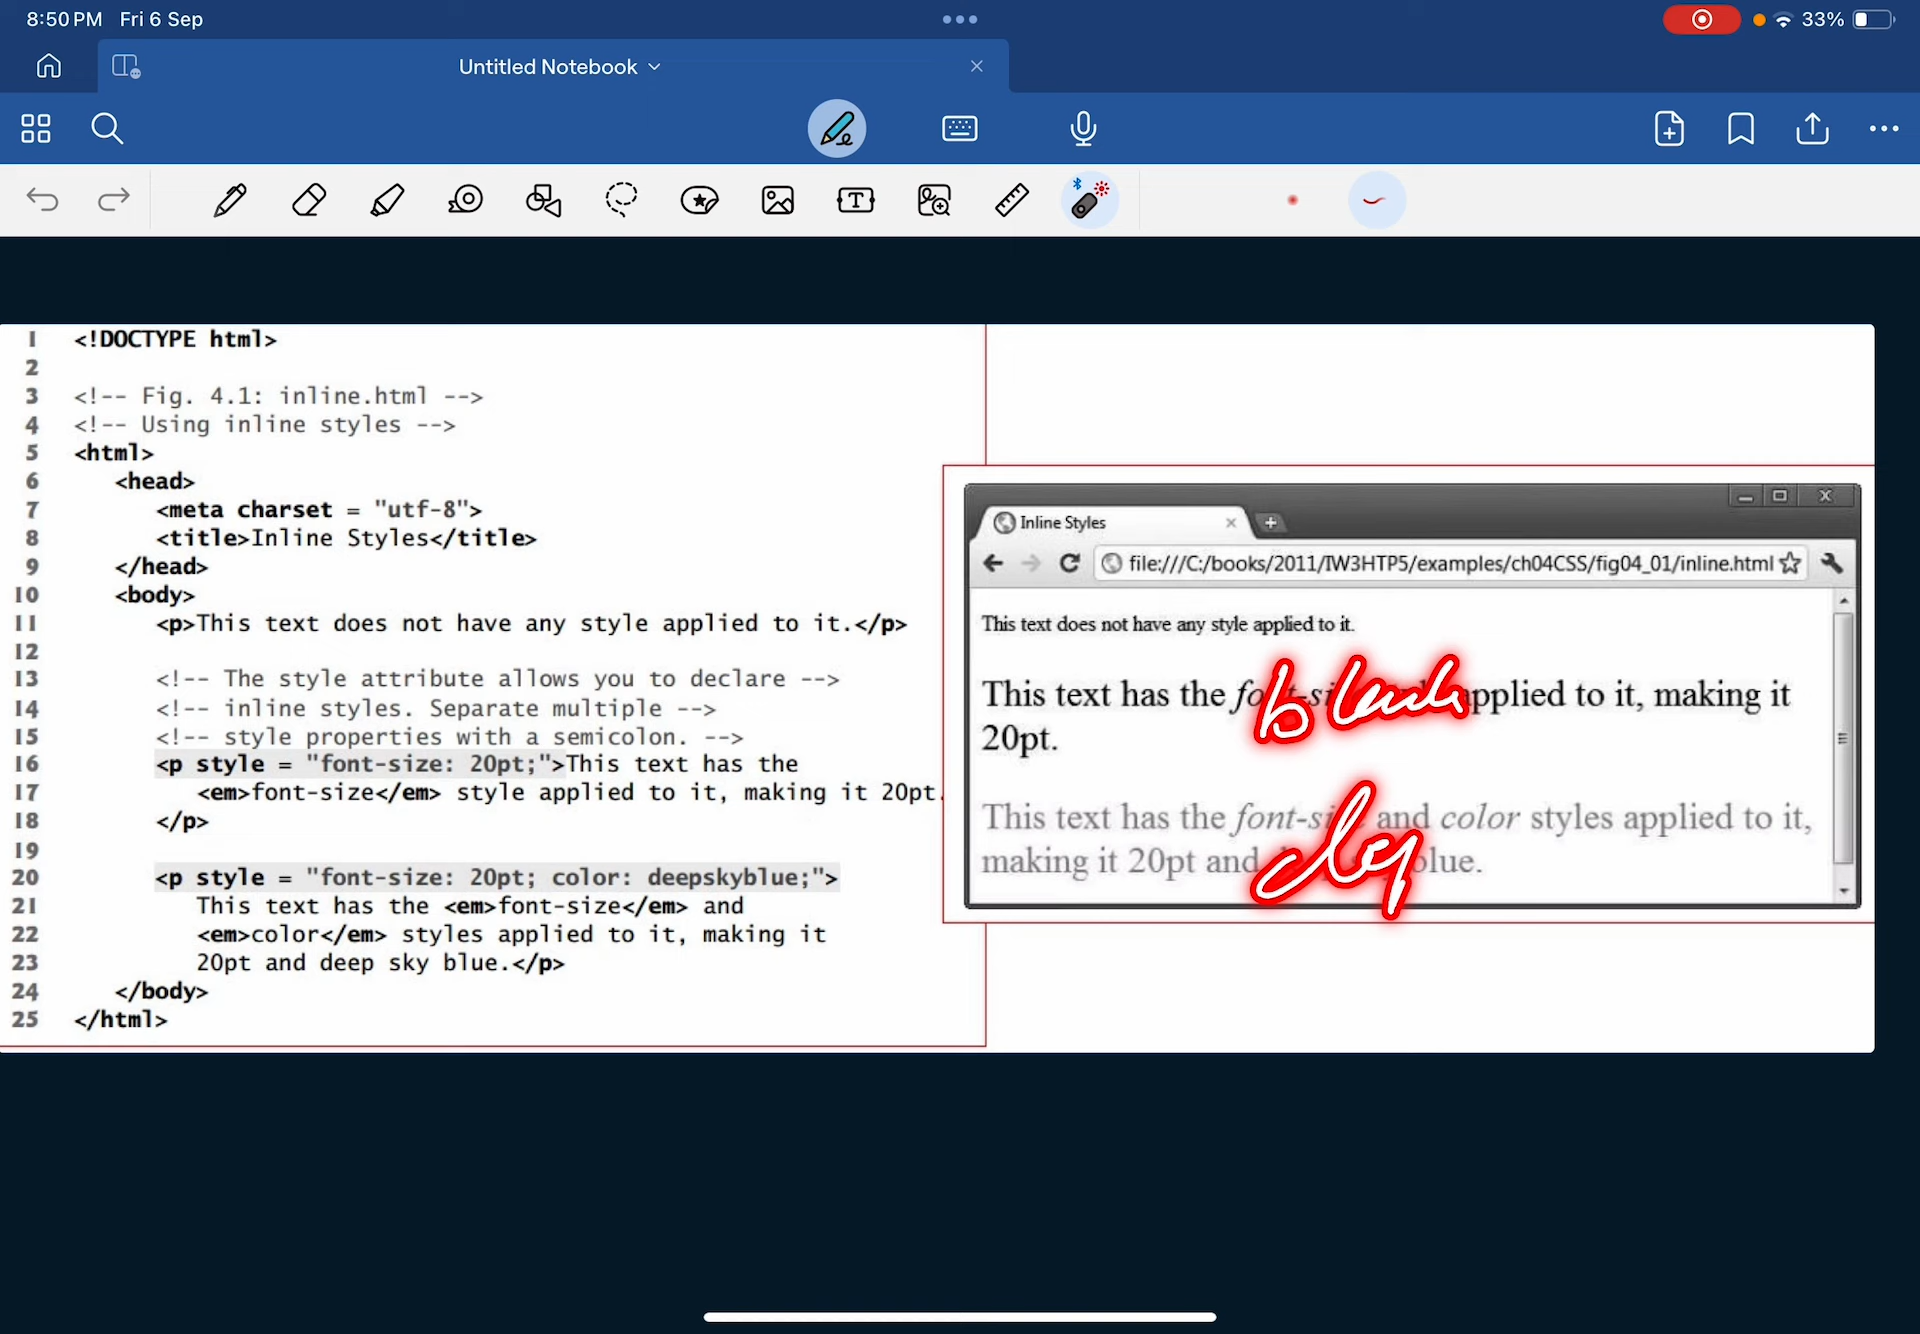 8:50 PM Fri 6 Sep
33%
Untitled Notebook
1 <!DOCTYPE html>
2
3 <!-- Fig. 4.1: inline.html -->
4 <!-- Using inline styles -->
5 <html>
6 <head>
7 <meta charset = "utf-8">
8 <title>Inline Styles</title>
9 </head>
10 <body>
11 <p>This text does not have any style applied to it.</p>
12
13 <!-- The style attribute allows you to declare -->
14 <!-- inline styles. Separate multiple -->
15 <!-- style properties with a semicolon. -->
16 <p style = "font-size: 20pt;">This text has the
17 <em>font-size</em> style applied to it, making it 20pt.
18 </p>
19
20 <p style = "font-size: 20pt; color: deepskyblue;">
21 This text has the <em>font-size</em> and
22 <em>color</em> styles applied to it, making it
23 20pt and deep sky blue.</p>
24 </body>
25 </html>
Inline Styles
file:///C:/books/2011/IW3HTP5/examples/ch04CSS/fig04_01/inline.html
This text does not have any style applied to it.
This text has the applied to it, making it
20pt.
black
This text has the font-size and color styles applied to it,
making it 20pt and blue.